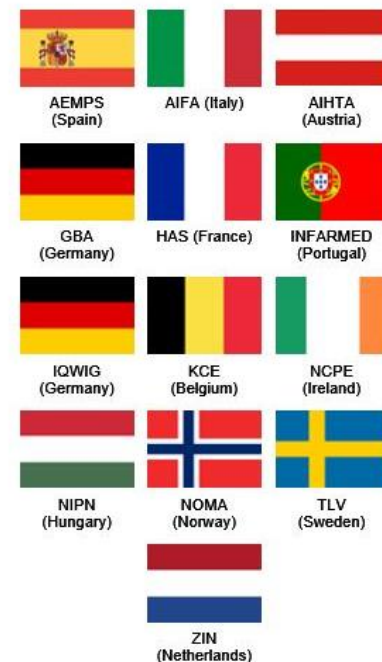 AEMPS
(Spain)
AIFA (Italy)
AIHTA
(Austria)
GBA
(Germany)
HAS (France)
INFARMED
(Portugal)
IQWIG
(Germany)
KCE
(Belgium)
NCPE
(Ireland)
NIPN
(Hungary)
NOMA
(Norway)
TLV
(Sweden)
ZIN
(Netherlands)